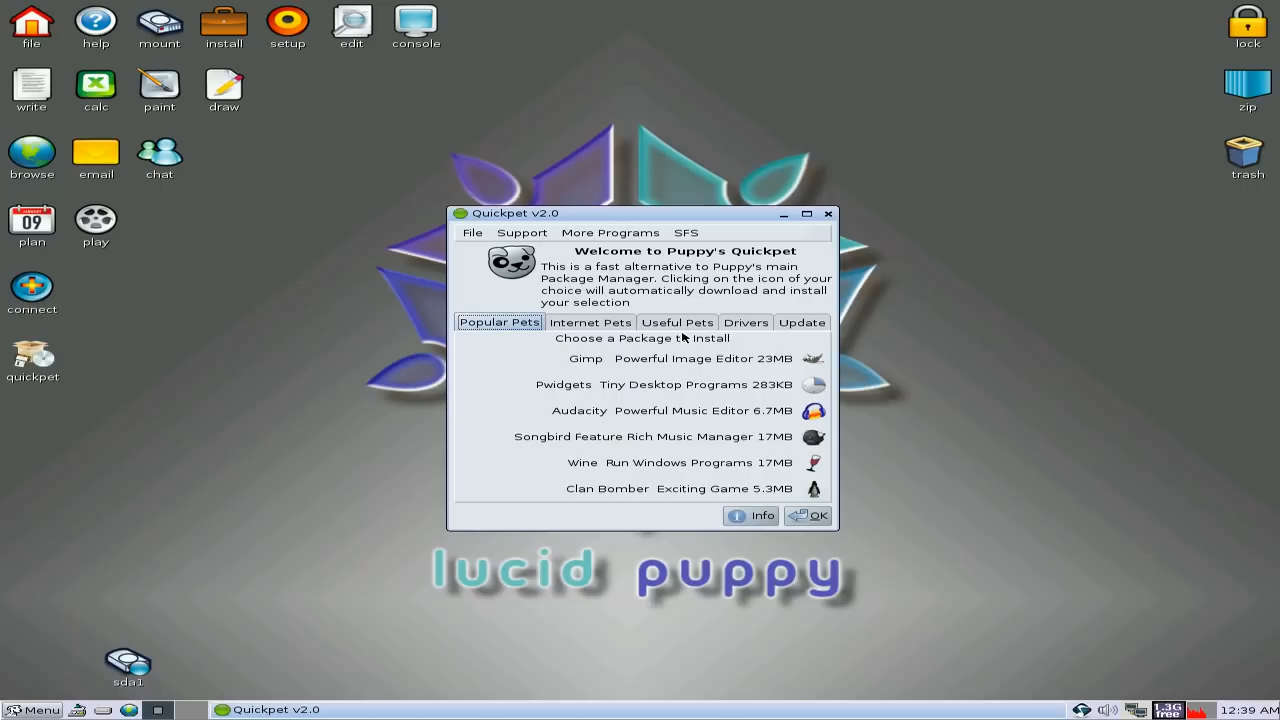 file
help
mount
install
setup
edit
console
lock
write
calc
paint
draw
zip
browse
email
chat
trash
JANUARY
09
plan
play
connect
quickpet
Quickpet v2.0
File Support More Programs SFS
Welcome to Puppy's Quickpet
This is a fast alternative to Puppy's main
Package Manager. Clicking on the icon of your
choice will automatically download and install
your selection
Popular Pets Internet Pets Useful Pets Drivers Update
Choose a Package to Install
Gimp Powerful Image Editor 23MB
Pwidgets Tiny Desktop Programs 283KB
Audacity Powerful Music Editor 6.7MB
Songbird Feature Rich Music Manager 17MB
Wine Run Windows Programs 17MB
Clan Bomber Exciting Game 5.3MB
Info OK
lucid puppy
sda1
Menu Quickpet v2.0 1.3G free 12:39 AM